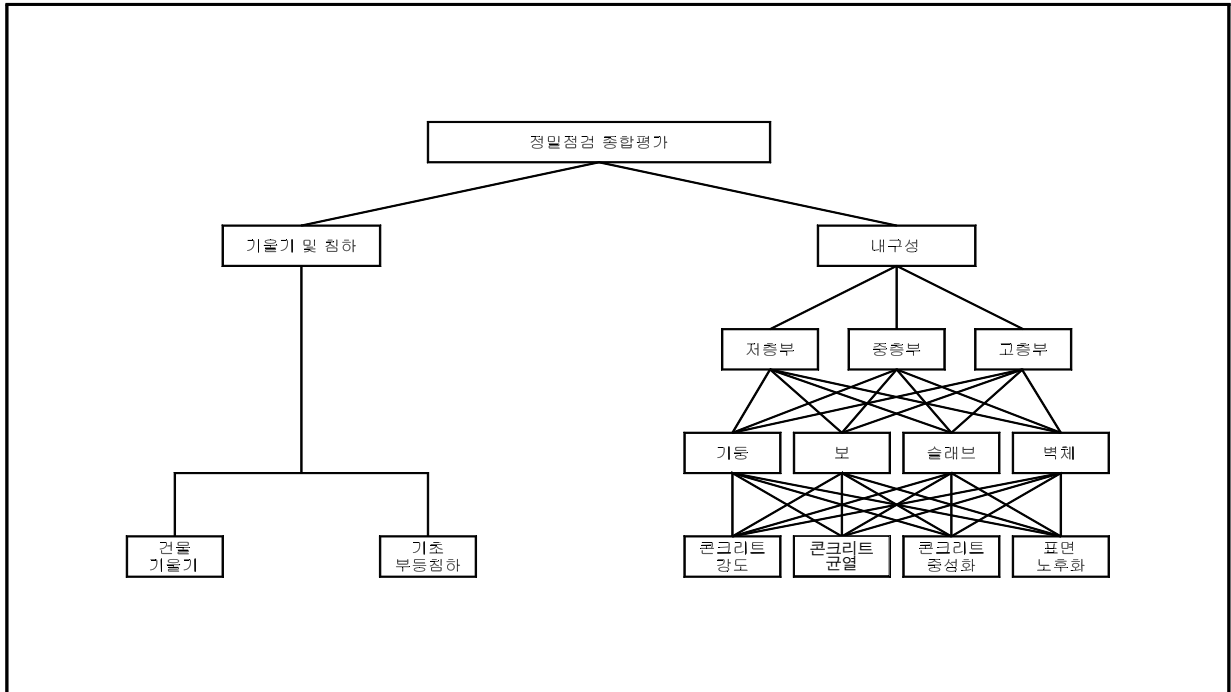 정밀점검 종합평가
기울기 및 침하
내구성
저층부
중층부
고층부
기둥
보
슬래브
벽체
건물
기울기
기초
부등침하
콘크리트
강도
콘크리트
균열
콘크리트
중성화
표면
노후화